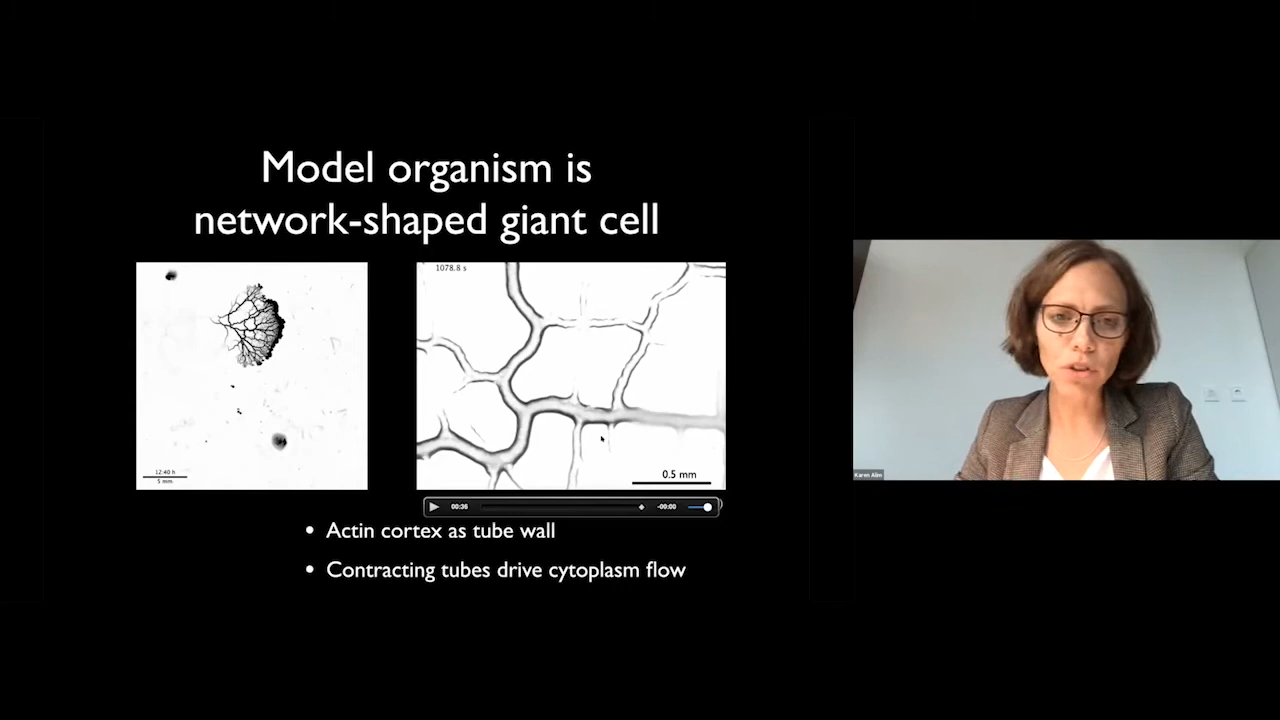 Model organism is
network-shaped giant cell
12:40 h
5 mm
1078.8 s
0.5 mm
00:36
-00:00
• Actin cortex as tube wall
• Contracting tubes drive cytoplasm flow
Karen Alim